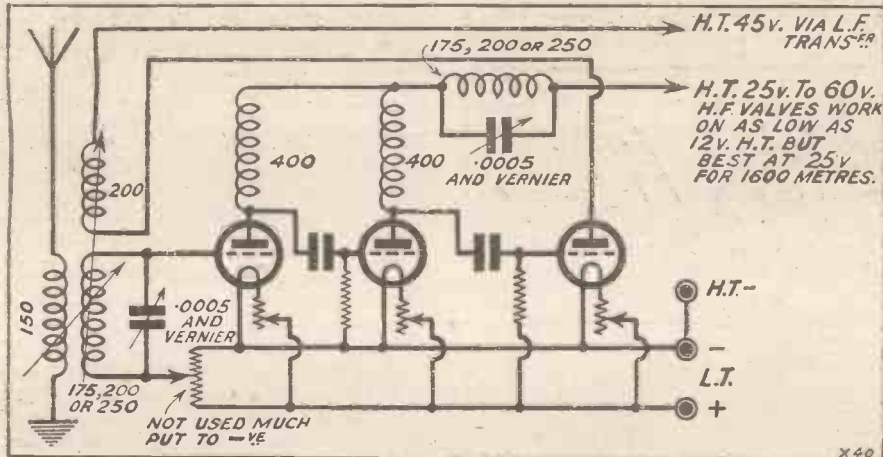 H.T. 45v. VIA L.F.
TRANSFR
175, 200 OR 250
H.T. 25v. To 60v.
H.F. VALVES WORK
ON AS LOW AS
12v. H.T. BUT
BEST AT 25v
FOR 1600 METRES.
200
400
400
.0005
AND VERNIER
150
.0005
AND
VERNIER
H.T.-
-
L.T.
+
175, 200
OR 250
NOT USED MUCH
PUT TO -VE
X40